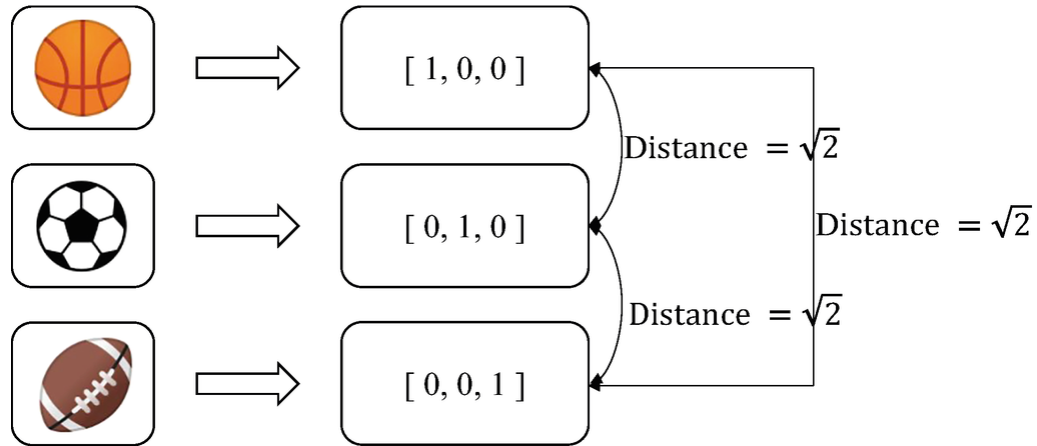 [ 1, 0, 0 ]
Distance = √2
[ 0, 1, 0 ]
Distance = √2
Distance = √2
[ 0, 0, 1 ]